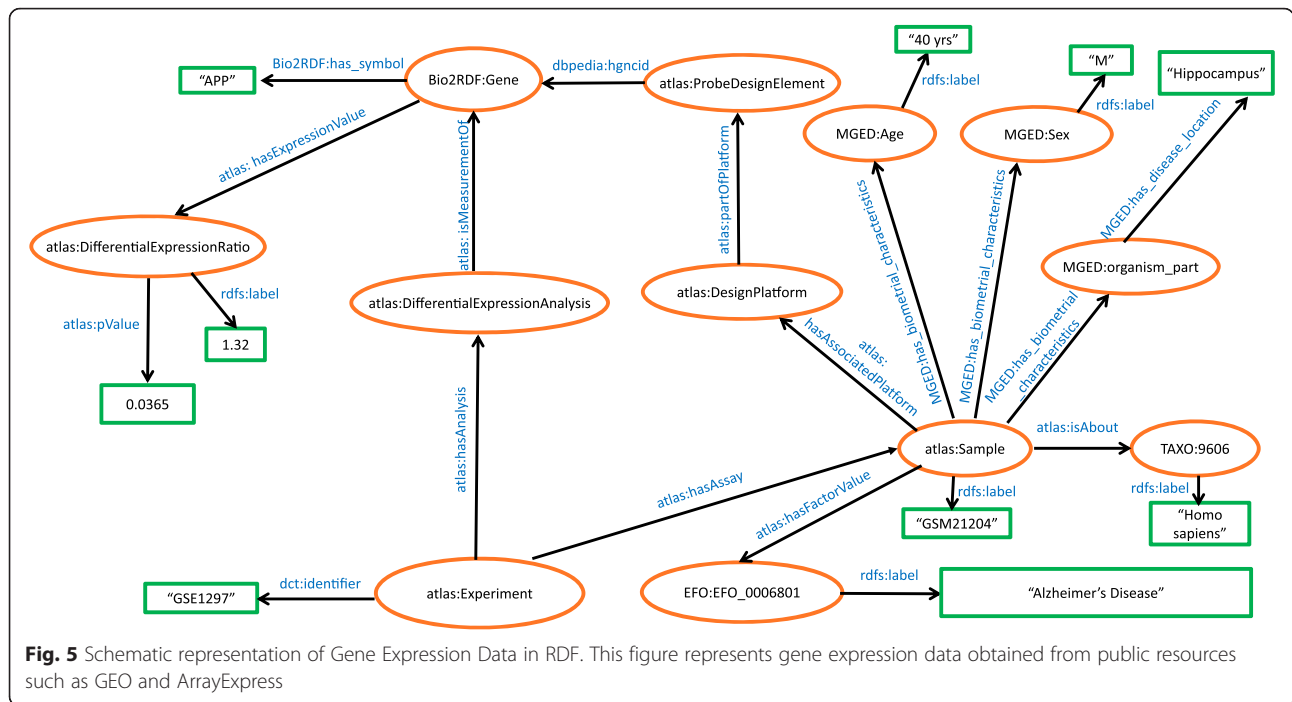 "40 yrs"
"M"
"Hippocampus"
Bio2RDF:has_symbol
"APP"
Bio2RDF:Gene
dbpedia:hgncid
atlas:ProbeDesignElement
rdfs:label
rdfs:label
MGED:Age
MGED:Sex
MGED:has_disease_location
atlas: hasExpressionValue
atlas: isMeasurementOf
atlas:partOfPlatform
MGED:has_biometrial_characteristics
MGED:has_biometrial_characteristics
atlas:DifferentialExpressionRatio
MGED:organism_part
atlas:DifferentialExpressionAnalysis
atlas:DesignPlatform
rdfs:label
atlas:pValue
1.32
0.0365
atlas:
hasAssociatedPlatform
MGED:has_biometrial
_characteristics
atlas:hasAnalysis
atlas:hasAssay
atlas:Sample
atlas:isAbout
TAXO:9606
rdfs:label
rdfs:label
atlas:hasFactorValue
"GSM21204"
"Homo
sapiens"
dct:identifier
"GSE1297"
atlas:Experiment
EFO:EFO_0006801
rdfs:label
"Alzheimer's Disease"
Fig. 5 Schematic representation of Gene Expression Data in RDF. This figure represents gene expression data obtained from public resources
such as GEO and ArrayExpress